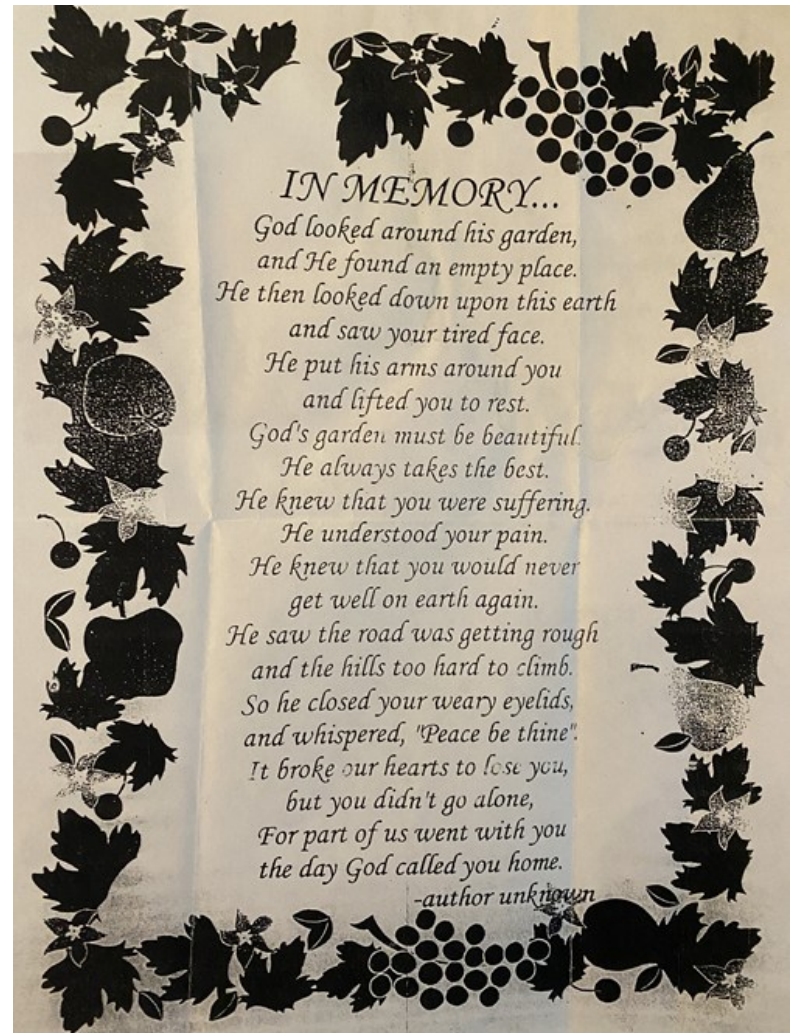 IN MEMORY...
God looked around his garden,
and He found an empty place.
He then looked down upon this earth
and saw your tired face.
He put his arms around you
and lifted you to rest.
God's garden must be beautiful.
He always takes the best.
He knew that you were suffering.
He understood your pain.
He knew that you would never
get well on earth again.
He saw the road was getting rough
and the hills too hard to climb.
So he closed your weary eyelids,
and whispered, "Peace be thine".
It broke our hearts to lose you,
but you didn't go alone,
For part of us went with you
the day God called you home.
-author unknown